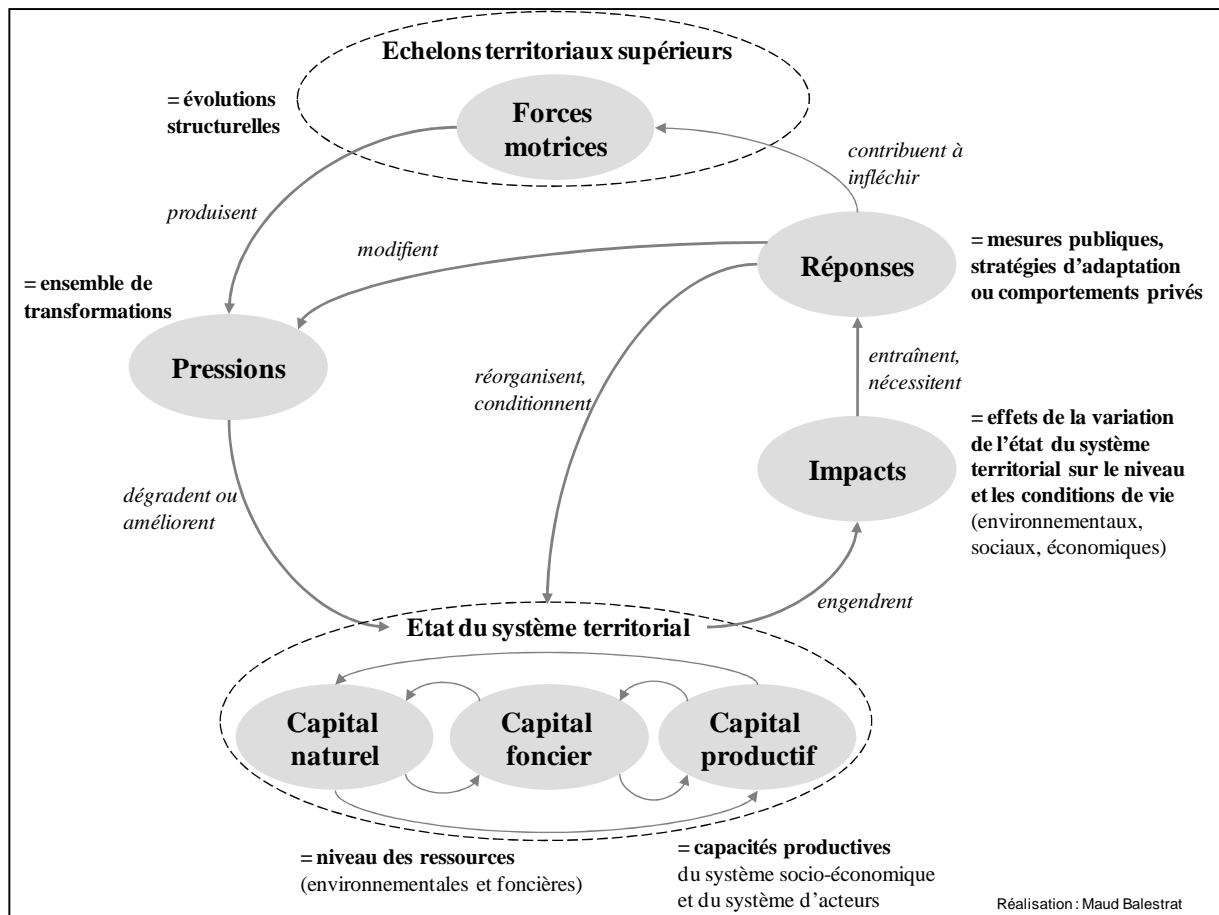 Echelons territoriaux supérieurs
= évolutions
structurelles
Forces
motrices
contribuent à
infléchir
produisent
modifient
Réponses
= mesures publiques,
stratégies d’adaptation
ou comportements privés
= ensemble de
transformations
Pressions
réorganisent,
conditionnent
entraînent,
nécessitent
Impacts
= effets de la variation
de l’état du système
territorial sur le niveau
et les conditions de vie
(environnementaux,
sociaux, économiques)
dégradent ou
améliorent
engendrent
Etat du système territorial
Capital
naturel
Capital
foncier
Capital
productif
= niveau des ressources
(environnementales et foncières)
= capacités productives
du système socio-économique
et du système d’acteurs
Réalisation : Maud Balestrat